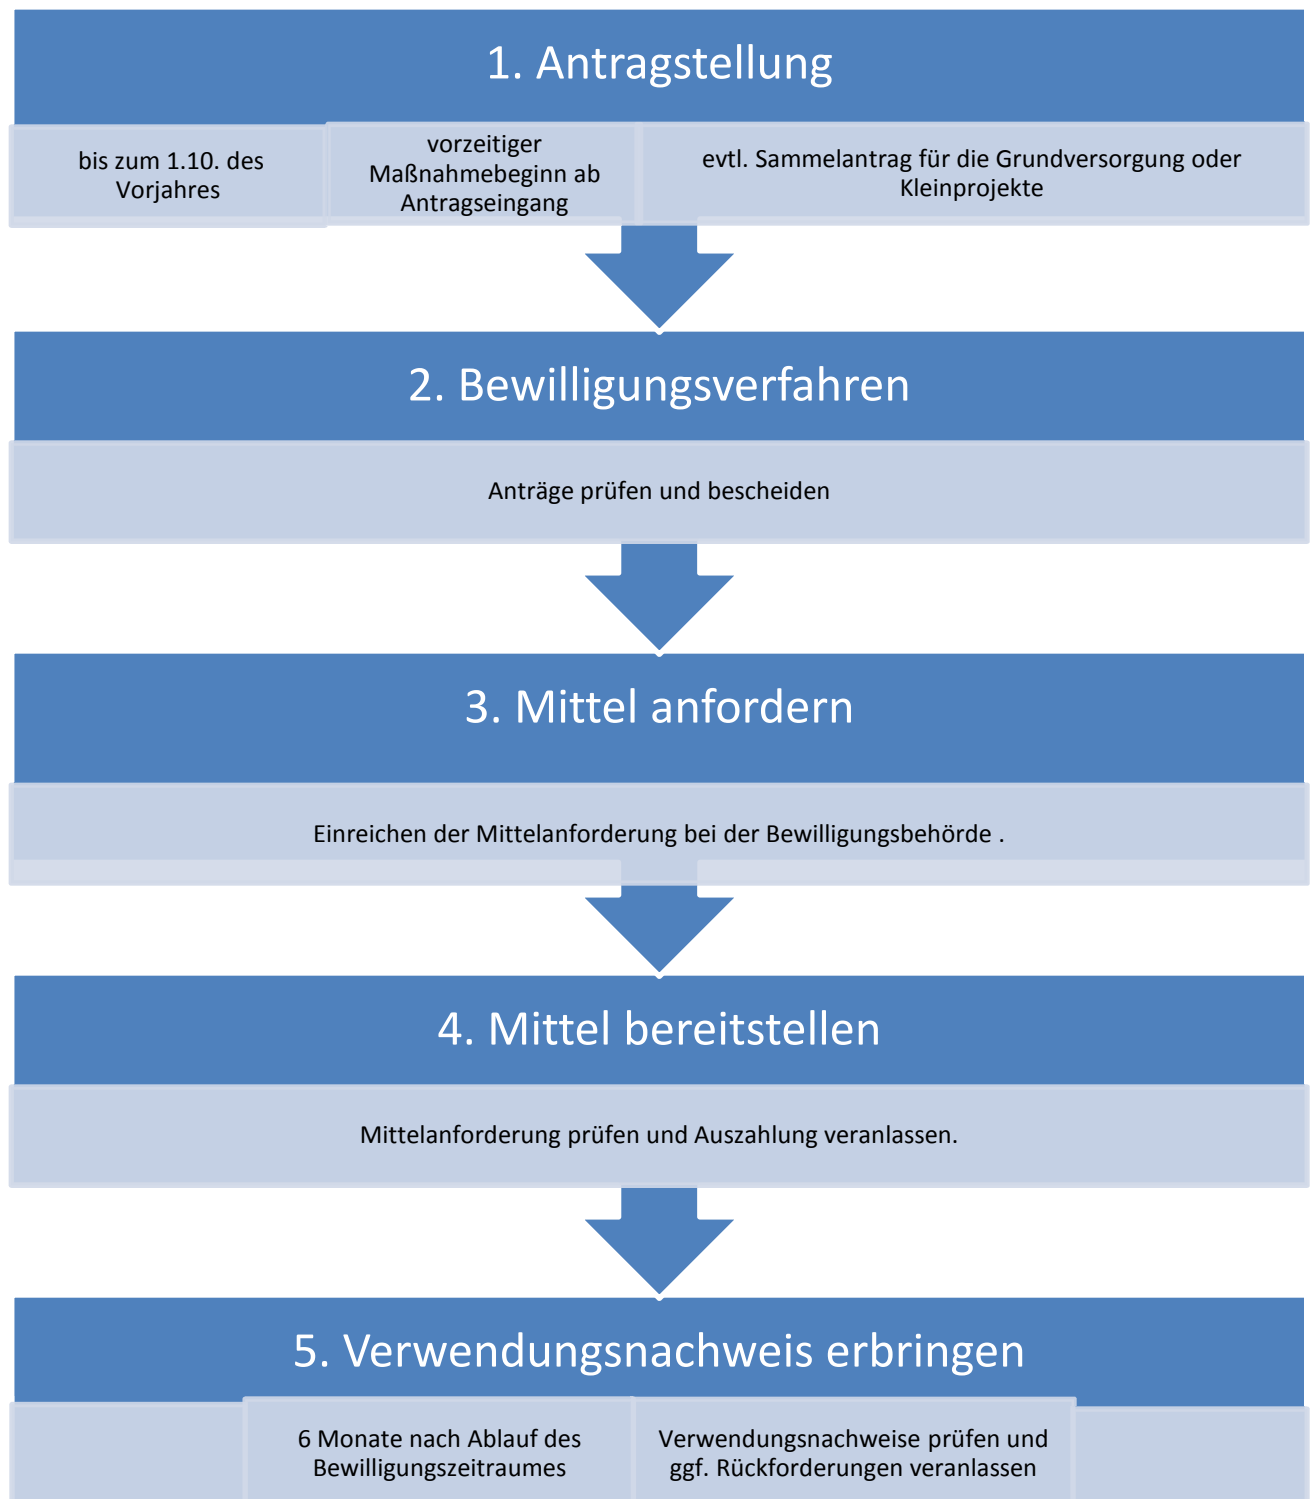 1. Antragstellung
bis zum 1.10. des
Vorjahres
vorzeitiger
Maßnahmebeginn ab
Antragseingang
evtl. Sammelantrag für die Grundversorgung oder
Kleinprojekte
2. Bewilligungsverfahren
Anträge prüfen und bescheiden
3. Mittel anfordern
Einreichen der Mittelanforderung bei der Bewilligungsbehörde .
4. Mittel bereitstellen
Mittelanforderung prüfen und Auszahlung veranlassen.
5. Verwendungsnachweis erbringen
6 Monate nach Ablauf des
Bewilligungszeitraumes
Verwendungsnachweise prüfen und
ggf. Rückforderungen veranlassen